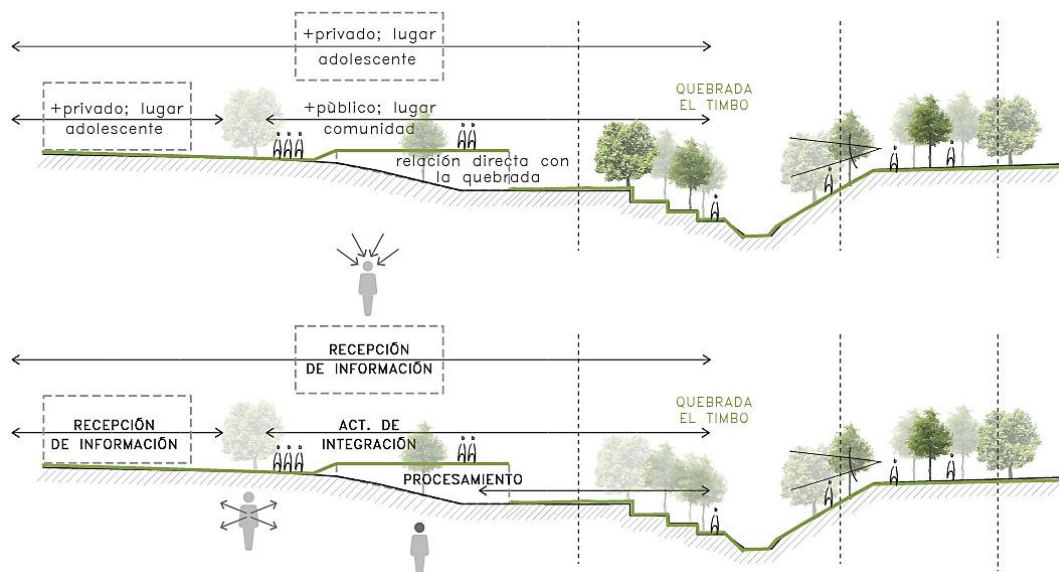 +privado; lugar
adolescente
+privado; lugar
adolescente
+pùblico; lugar
comunidad
relación directa con
la quebrada
QUEBRADA
EL TIMBO
RECEPCIÓN
DE INFORMACIÓN
RECEPCIÓN
DE INFORMACIÓN
ACT. DE
INTEGRACIÓN
PROCESAMIENTO
QUEBRADA
EL TIMBO